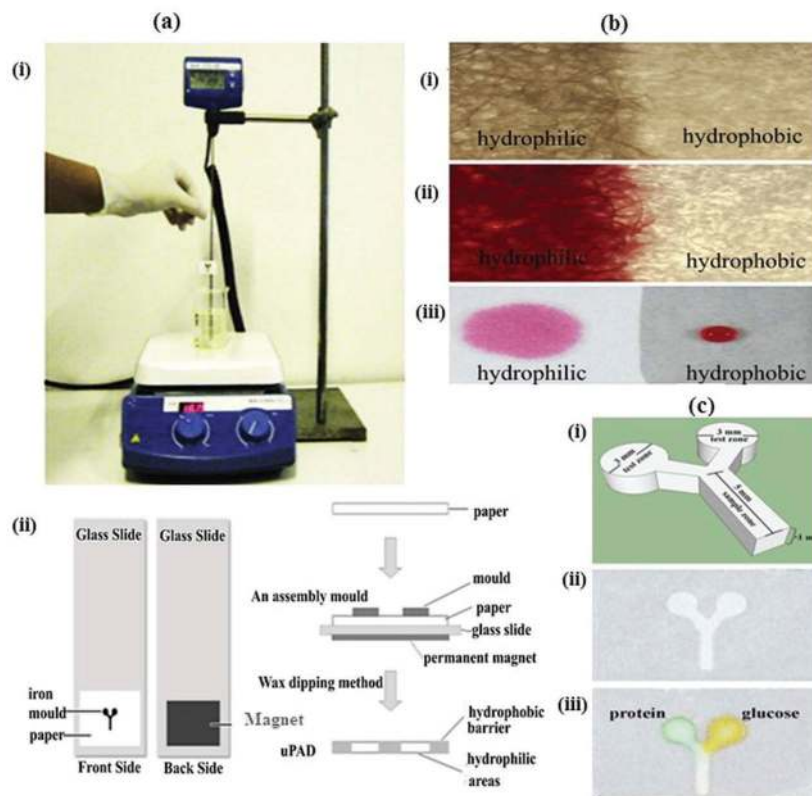 (a)
(i)
(b)
(i)
hydrophilic hydrophobic
(ii)
hydrophilic hydrophobic
(iii)
hydrophilic hydrophobic
(c)
(i)
3 mm
test zone
3 mm
test zone
5 mm
sample zone
(ii)
protein glucose
(iii)
(ii)
Glass Slide
Glass Slide
iron
mould
paper
Magnet
Front Side
Back Side
paper
An assembly mould
mould
paper
glass slide
permanent magnet
Wax dipping method
hydrophobic
barrier
uPAD
hydrophilic
areas